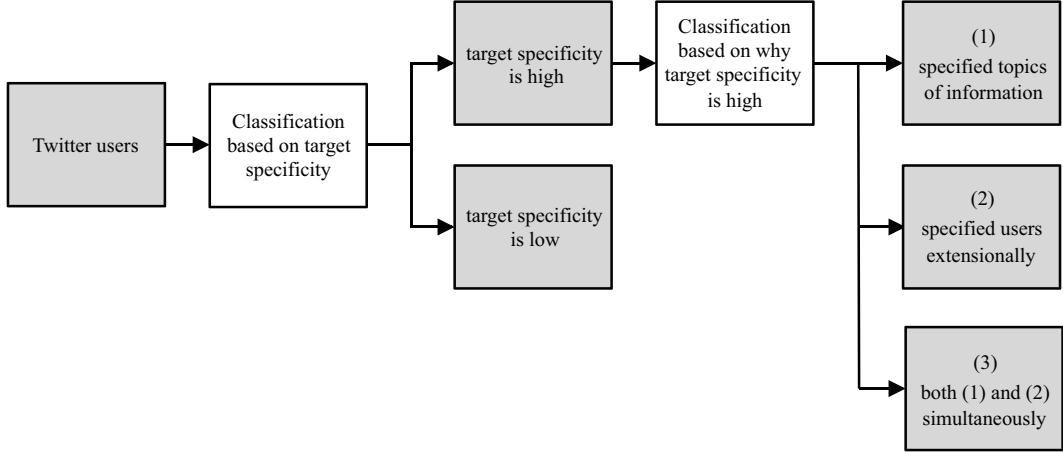 Twitter users
Classification
based on target
specificity
target specificity
is high
target specificity
is low
Classification
based on why
target specificity
is high
(1)
specified topics
of information
(2)
specified users
extensionally
(3)
both (1) and (2)
simultaneously